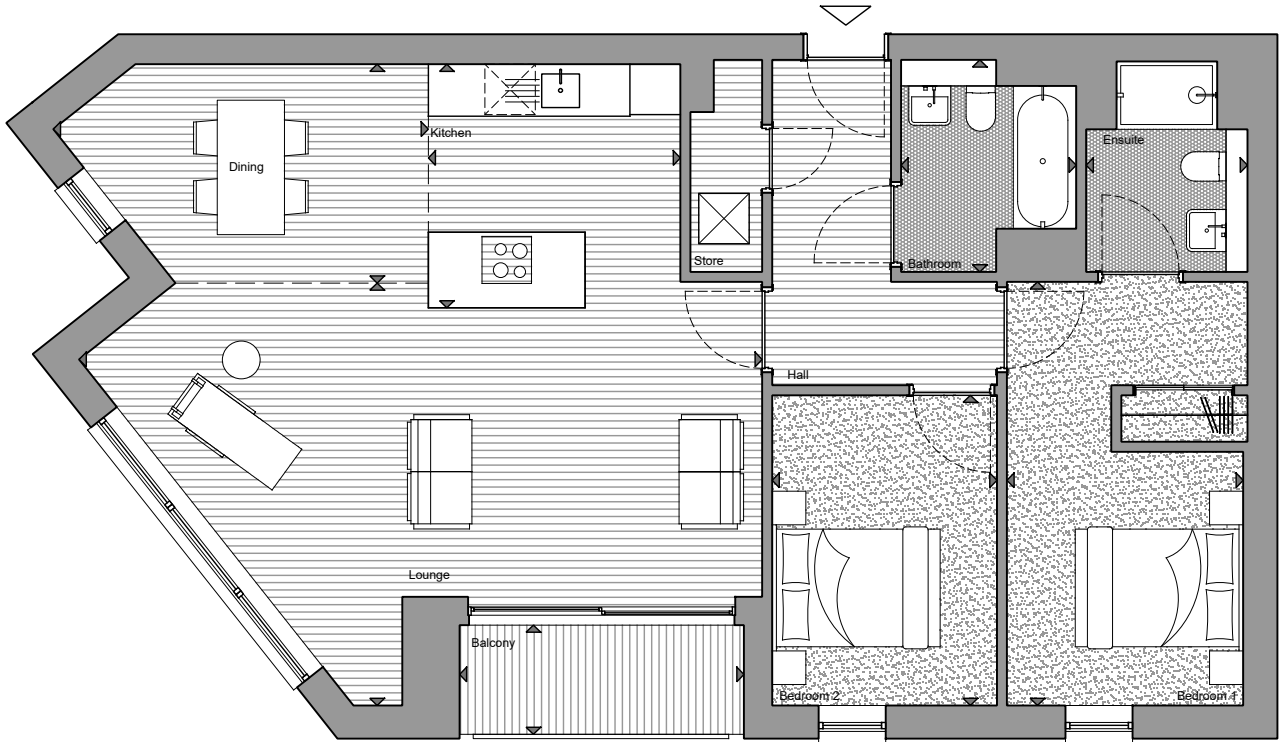 Kitchen
Dining
Ensuite
Store
Bathroom
Hall
Lounge
Balcony
Bedroom 2
Bedroom 1